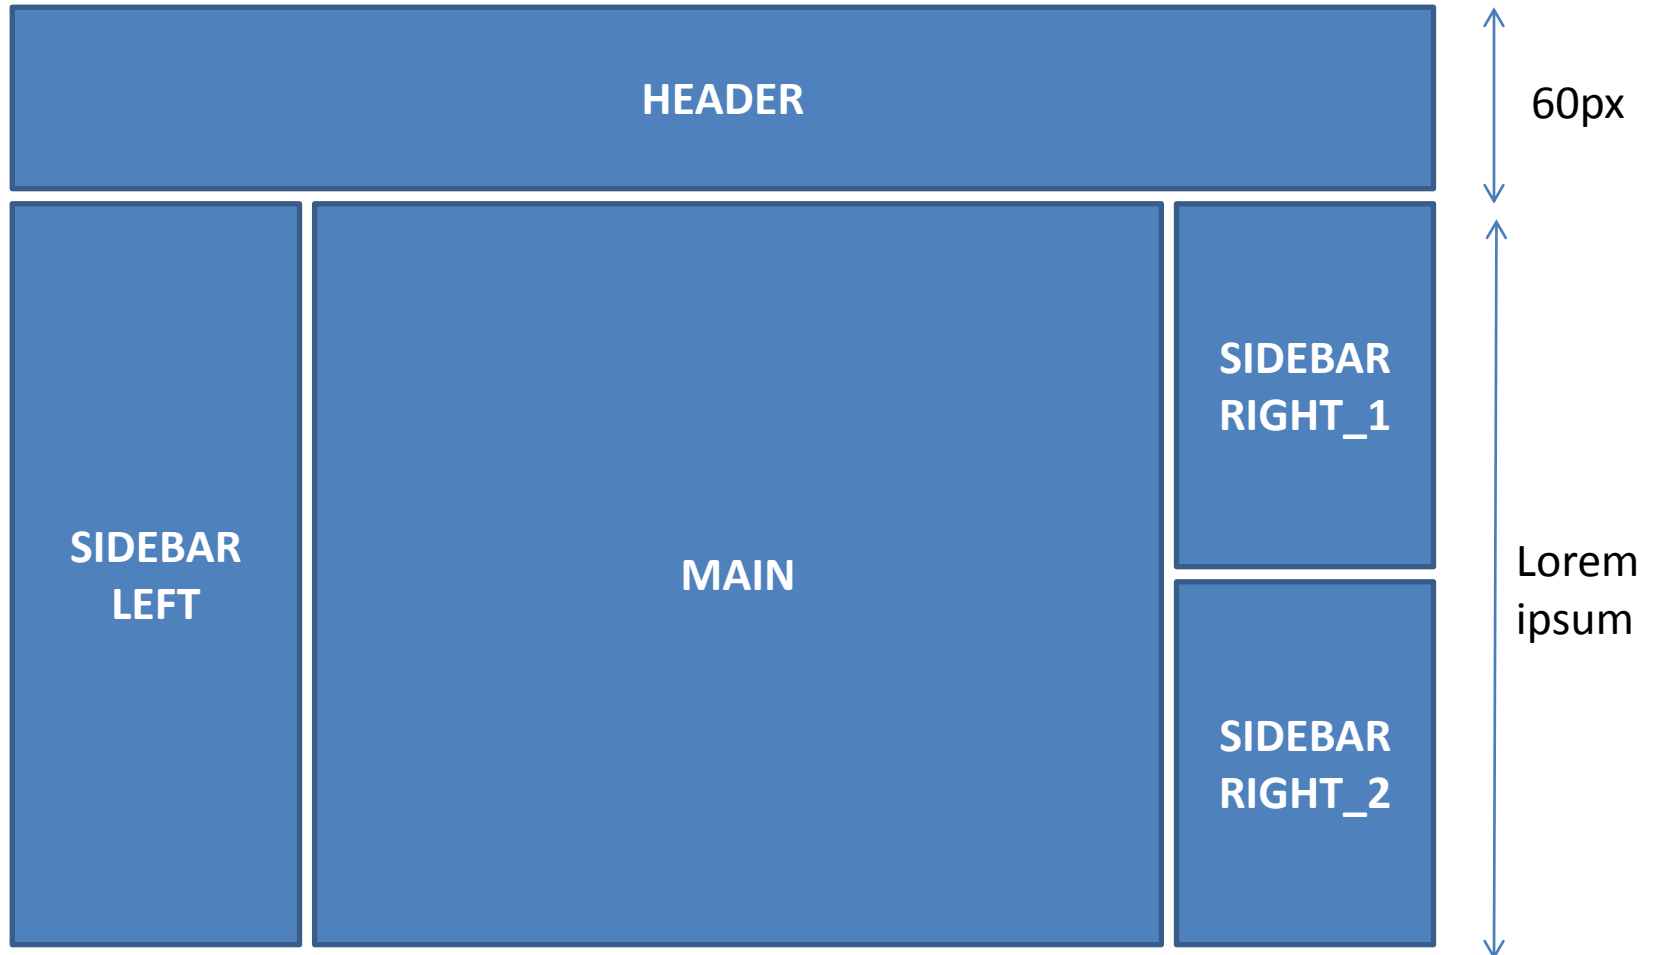 HEADER
60px
SIDEBAR
LEFT
MAIN
SIDEBAR
RIGHT_1
SIDEBAR
RIGHT_2
Lorem
ipsum